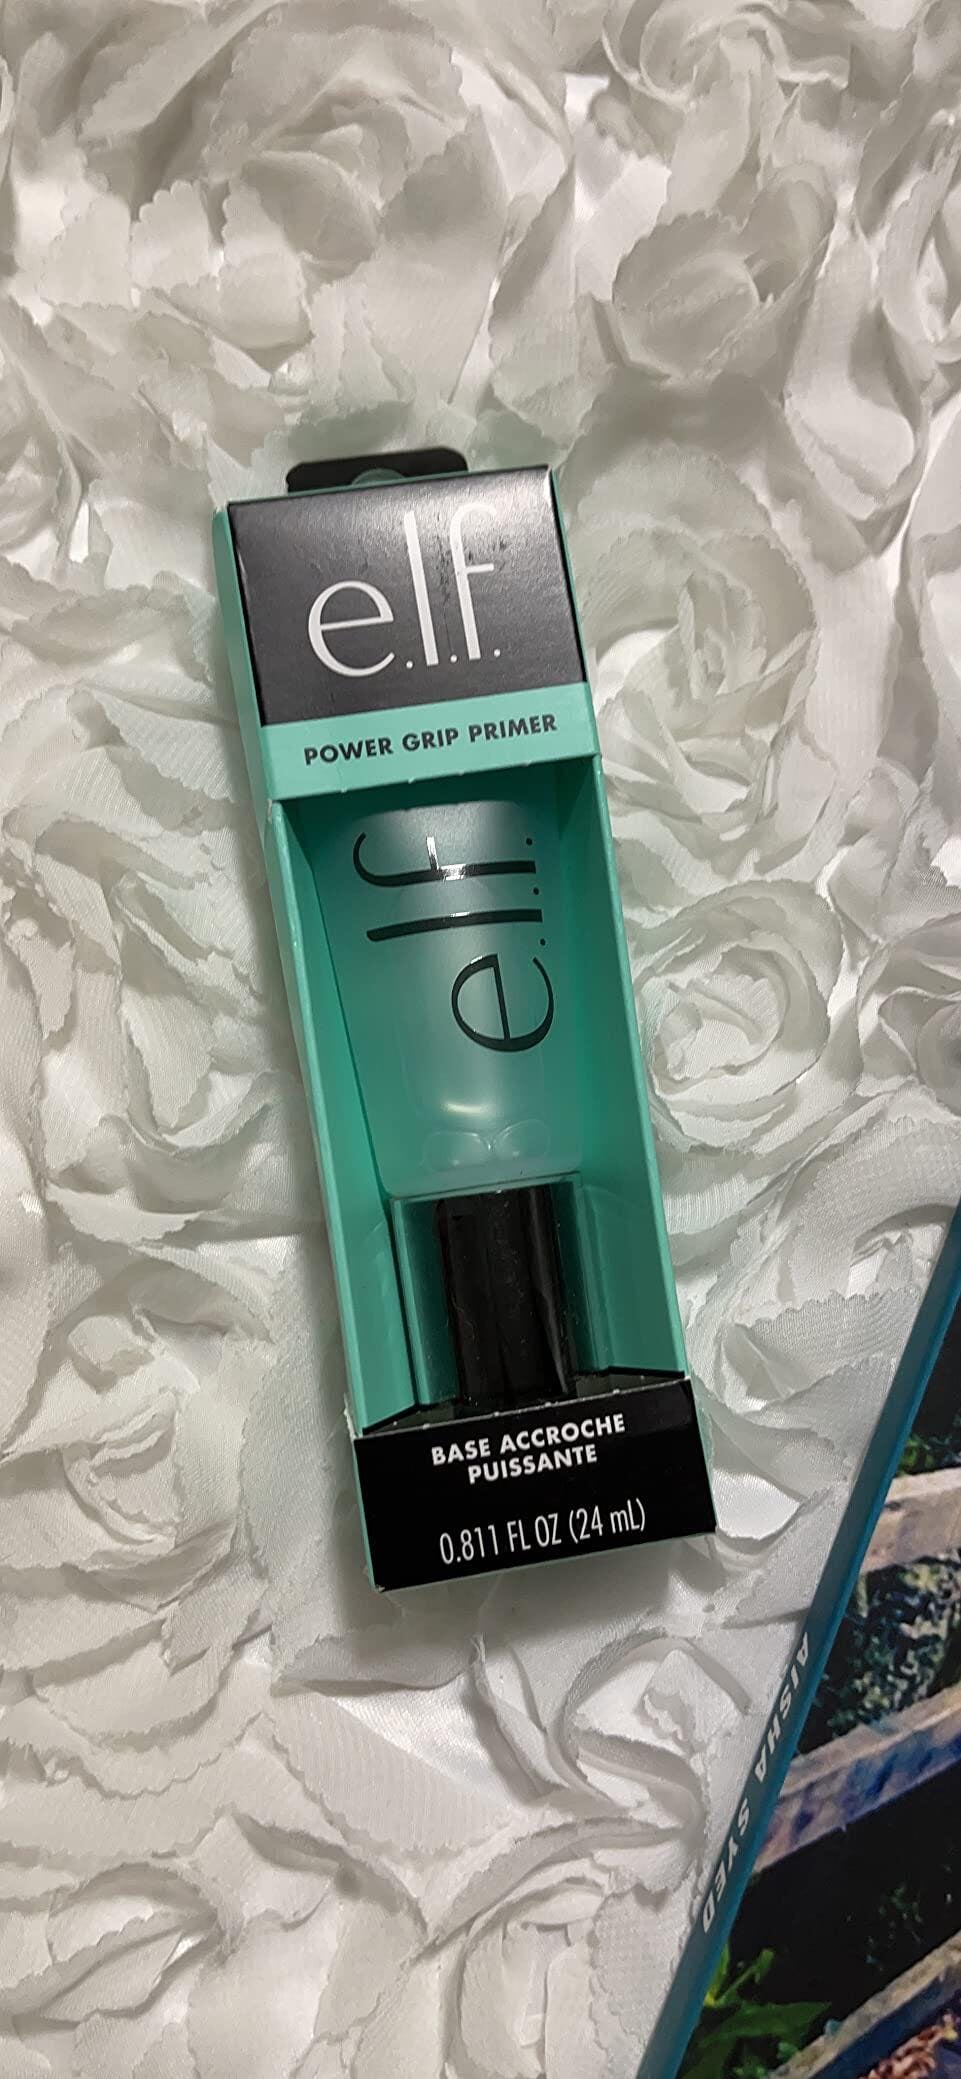 e.l.f.
POWER GRIP PRIMER
e.l.f.
BASE ACCROCHE
PUISSANTE
0.811 FL OZ (24 mL)
AISHA SYED